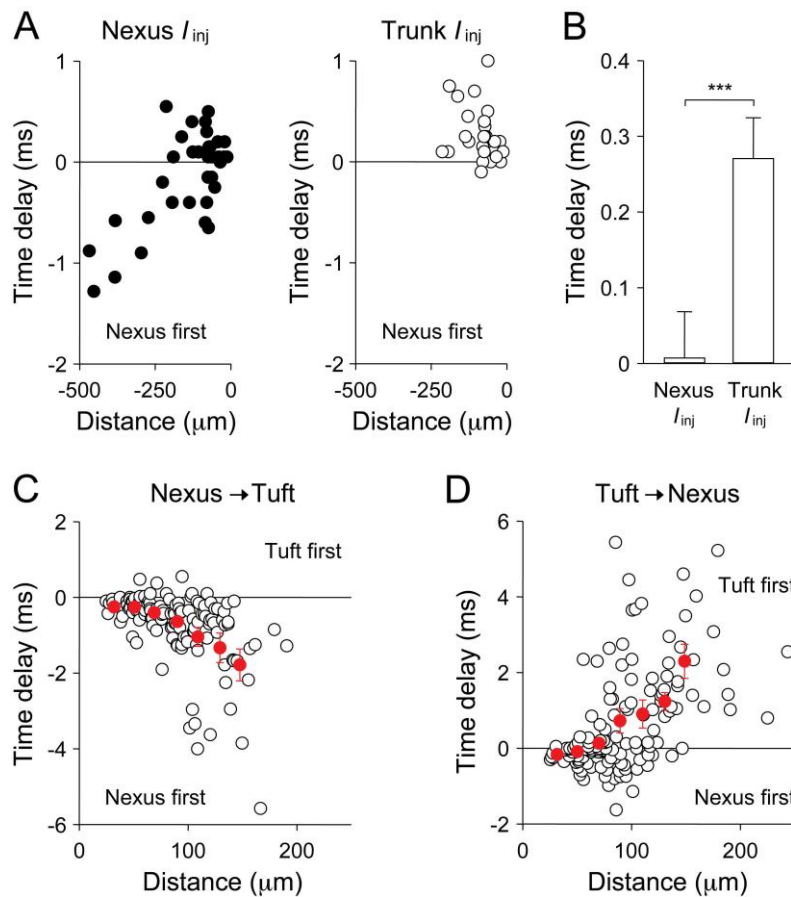 A
Nexus I inj
Trunk I inj
B
Time delay (ms)
1
0
-1
-2
Nexus first
-500
-250
0
Distance (μm)
Time delay (ms)
1
0
1
2
Nexus first
-500
-250
0
Distance (μm)
Time delay (ms)
0.4
0.3
0.2
0.1
0
***
Nexus Trunk
I inj I inj
C
Nexus → Tuft
D
Tuft → Nexus
Time delay (ms)
2
0
-2
-4
-6
Tuft first
Nexus first
0
100
200
Distance (μm)
Time delay (ms)
6
4
2
0
-2
Tuft first
Nexus first
0
100
200
Distance (μm)